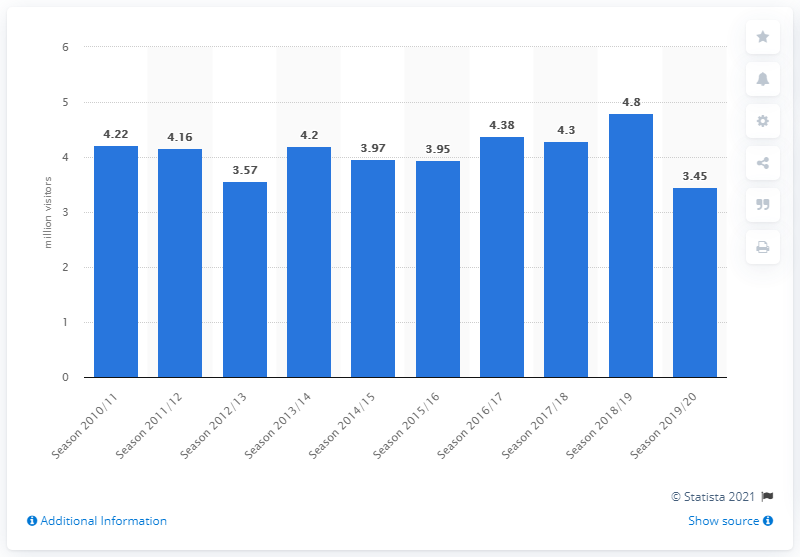 6
5
4
3
2
1
0
million visitors
4.22
4.16
3.57
4.2
3.97
3.95
4.38
4.3
4.8
3.45
Season 2010/11
Season 2011/12
Season 2012/13
Season 2013/14
Season 2014/15
Season 2015/16
Season 2016/17
Season 2017/18
Season 2018/19
Season 2019/20
© Statista 2021
Additional Information
Show source